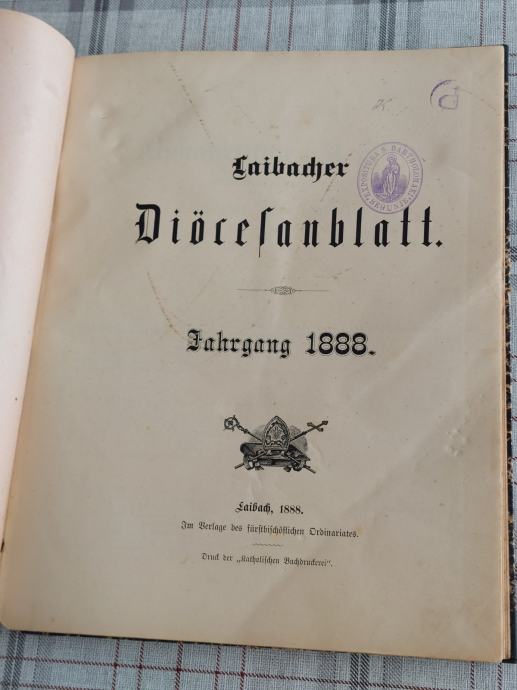 Laibacher
Diöcesanblatt.
Jahrgang 1888.
Laibach, 1888.
Im Verlage des fürstbischöflichen Ordinariates.
Druck der „Katholischen Buchdruckerei".